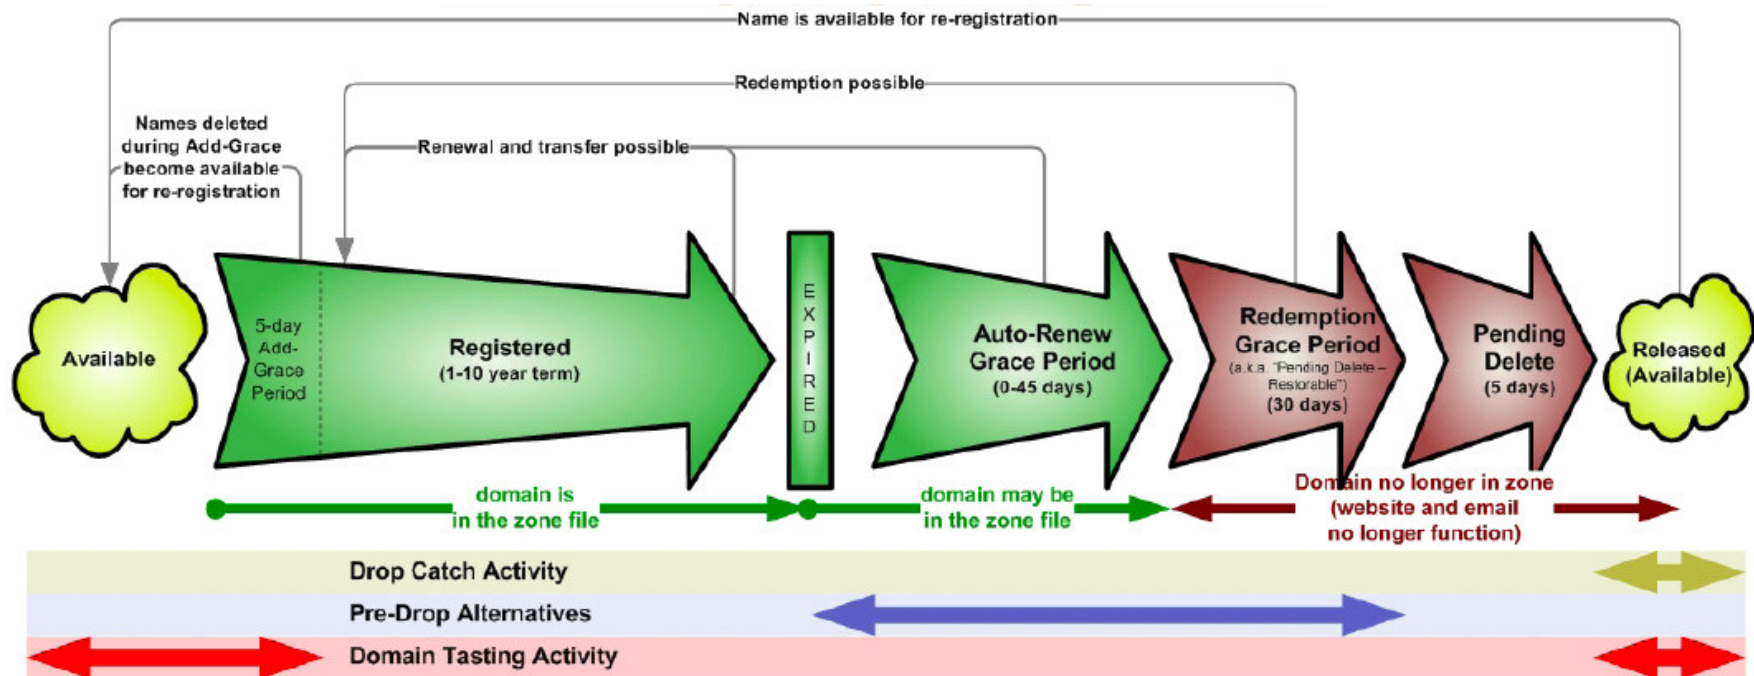 Name is available for re-registration
Redemption possible
Names deleted
during Add-Grace
become available
for re-registration
Renewal and transfer possible
Available
5-day
Add-
Grace
Period
Registered
(1-10 year term)
EXPIRED
Auto-Renew
Grace Period
(0-45 days)
Redemption
Grace Period
(a.k.a. "Pending Delete –
Restorable")
(30 days)
Pending
Delete
(5 days)
Released
(Available)
domain is
in the zone file
domain may be
in the zone file
Domain no longer in zone
(website and email
no longer function)
Drop Catch Activity
Pre-Drop Alternatives
Domain Tasting Activity